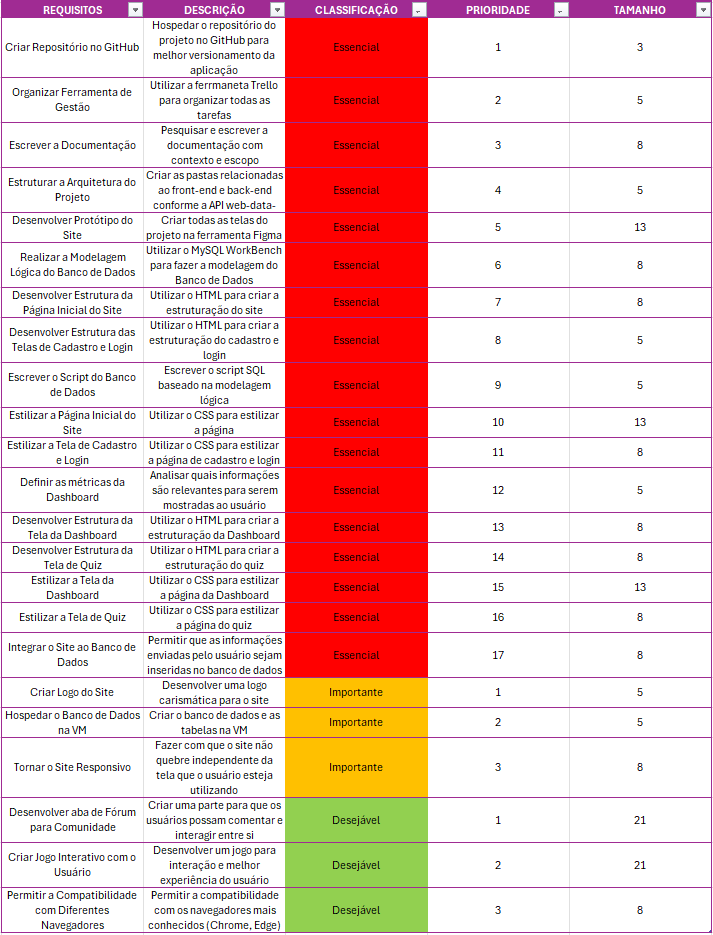 REQUISITOS DESCRIÇÃO CLASSIFICAÇÃO PRIORIDADE TAMANHO
Criar Repositório no GitHub
Hospedar o repositório do
projeto no GitHub para
melhor versionamento da
aplicação
Essencial
1
3
Organizar Ferramenta de
Gestão
Utilizar a ferrmaneta Trello
para organizar todas as
tarefas
Essencial
2
5
Escrever a Documentação
Pesquisar e escrever a
documentação com
contexto e escopo
Essencial
3
8
Estruturar a Arquitetura do
Projeto
Criar as pastas relacionadas
ao front-end e back-end
conforme a API web-data-
Essencial
4
5
Desenvolver Protótipo do
Site
Criar todas as telas do
projeto na ferramenta Figma
Essencial
5
13
Realizar a Modelagem
Lógica do Banco de Dados
Utilizar o MySQL WorkBench
para fazer a modelagem do
Banco de Dados
Essencial
6
8
Desenvolver Estrutura da
Página Inicial do Site
Utilizar o HTML para criar a
estruturação do site
Essencial
7
8
Desenvolver Estrutura das
Telas de Cadastro e Login
Utilizar o HTML para criar a
estruturação do cadastro e
login
Essencial
8
5
Escrever o Script do Banco
de Dados
Escrever o script SQL
baseado na modelagem
lógica
Essencial
9
5
Estilizar a Página Inicial do
Site
Utilizar o CSS para estilizar
a página
Essencial
10
13
Estilizar a Tela de Cadastro
e Login
Utilizar o CSS para estilizar
a página de cadastro e login
Essencial
11
8
Definir as métricas da
Dashboard
Analisar quais informações
são relevantes para serem
mostradas ao usuário
Essencial
12
5
Desenvolver Estrutura da
Tela da Dashboard
Utilizar o HTML para criar a
estruturação da Dashboard
Essencial
13
8
Desenvolver Estrutura da
Tela de Quiz
Utilizar o HTML para criar a
estruturação do quiz
Essencial
14
8
Estilizar a Tela da
Dashboard
Utilizar o CSS para estilizar
a página da Dashboard
Essencial
15
13
Estilizar a Tela de Quiz
Utilizar o CSS para estilizar
a página do quiz
Essencial
16
8
Integrar o Site ao Banco de
Dados
Permitir que as informações
enviadas pelo usuário sejam
inseridas no banco de dados
Essencial
17
8
Criar Logo do Site
Desenvolver uma logo
carismática para o site
Importante
1
5
Hospedar o Banco de Dados
na VM
Criar o banco de dados e as
tabelas na VM
Importante
2
5
Tornar o Site Responsivo
Fazer com que o site não
quebre independente da
tela que o usuário esteja
utilizando
Importante
3
8
Desenvolver aba de Fórum
para Comunidade
Criar uma parte para que os
usuários possam comentar e
interagir entre si
Desejável
1
21
Criar Jogo Interativo com o
Usuário
Desenvolver um jogo para
interação e melhor
experiência do usuário
Desejável
2
21
Permitir a Compatibilidade
com Diferentes
Navegadores
Permitir a compatibilidade
com os navegadores mais
conhecidos (Chrome, Edge)
Desejável
3
8